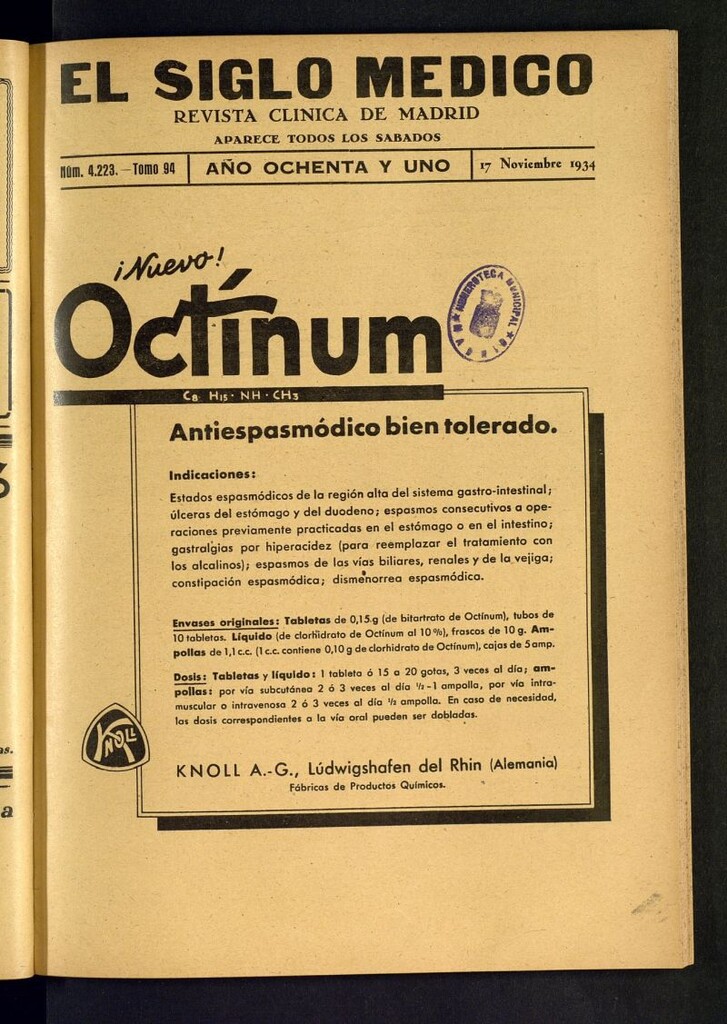 EL SIGLO MEDICO
REVISTA CLINICA DE MADRID
APARECE TODOS LOS SABADOS
Núm. 4.223. — Tomo 94
AÑO OCHENTA Y UNO
17 Noviembre 1934
¡Nuevo!
Octínum
HEMEROTECA MUNICIPAL
MADRID
C8 H15 · NH · CH3
Antiespasmódico bien tolerado.
Indicaciones:
Estados espasmódicos de la región alta del sistema gastro-intestinal;
úlceras del estómago y del duodeno; espasmos consecutivos a ope-
raciones previamente practicadas en el estómago o en el intestino;
gastralgias por hiperacidez (para reemplazar el tratamiento con
los alcalinos); espasmos de las vías biliares, renales y de la vejiga;
constipación espasmódica; dismenorrea espasmódica.
Envases originales: Tabletas de 0,15 g (de bitartrato de Octínum), tubos de
10 tabletas. Líquido (de clorhidrato de Octínum al 10%), frascos de 10 g. Am-
pollas de 1,1 c.c. (1 c.c. contiene 0,10 g de clorhidrato de Octínum), cajas de 5 amp.
Dosis: Tabletas y líquido: 1 tableta ó 15 a 20 gotas, 3 veces al día; am-
pollas: por vía subcutánea 2 ó 3 veces al día ½-1 ampolla, por vía intra-
muscular o intravenosa 2 ó 3 veces al día ½ ampolla. En caso de necesidad,
las dosis correspondientes a la vía oral pueden ser dobladas.
KNOLL
KNOLL A.-G., Lúdwigshafen del Rhin (Alemania)
Fábricas de Productos Químicos.